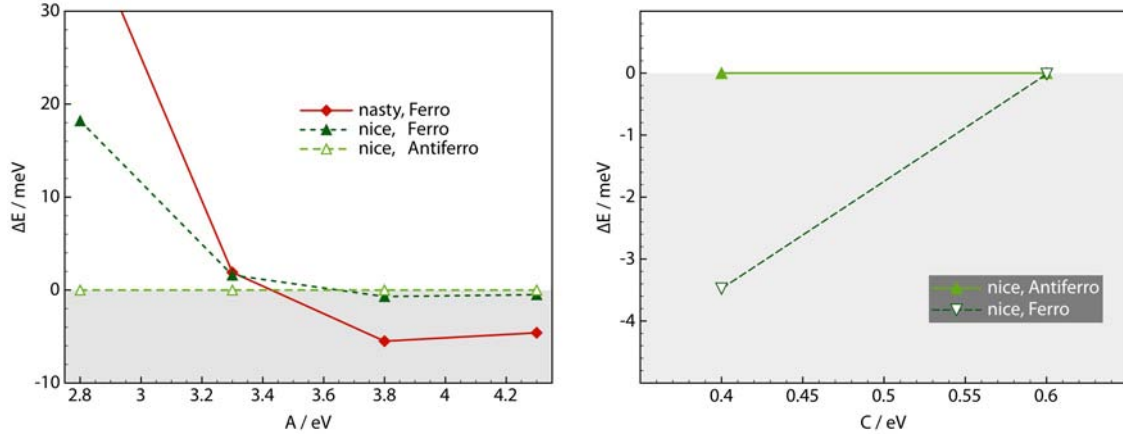 30
20
10
0
-10
ΔE / meV
nasty, Ferro
nice, Ferro
nice, Antiferro
2.8 3 3.2 3.4 3.6 3.8 4 4.2
A / eV
0
-1
-2
-3
-4
ΔE / meV
nice, Antiferro
nice, Ferro
0.4 0.45 0.5 0.55 0.6
C / eV